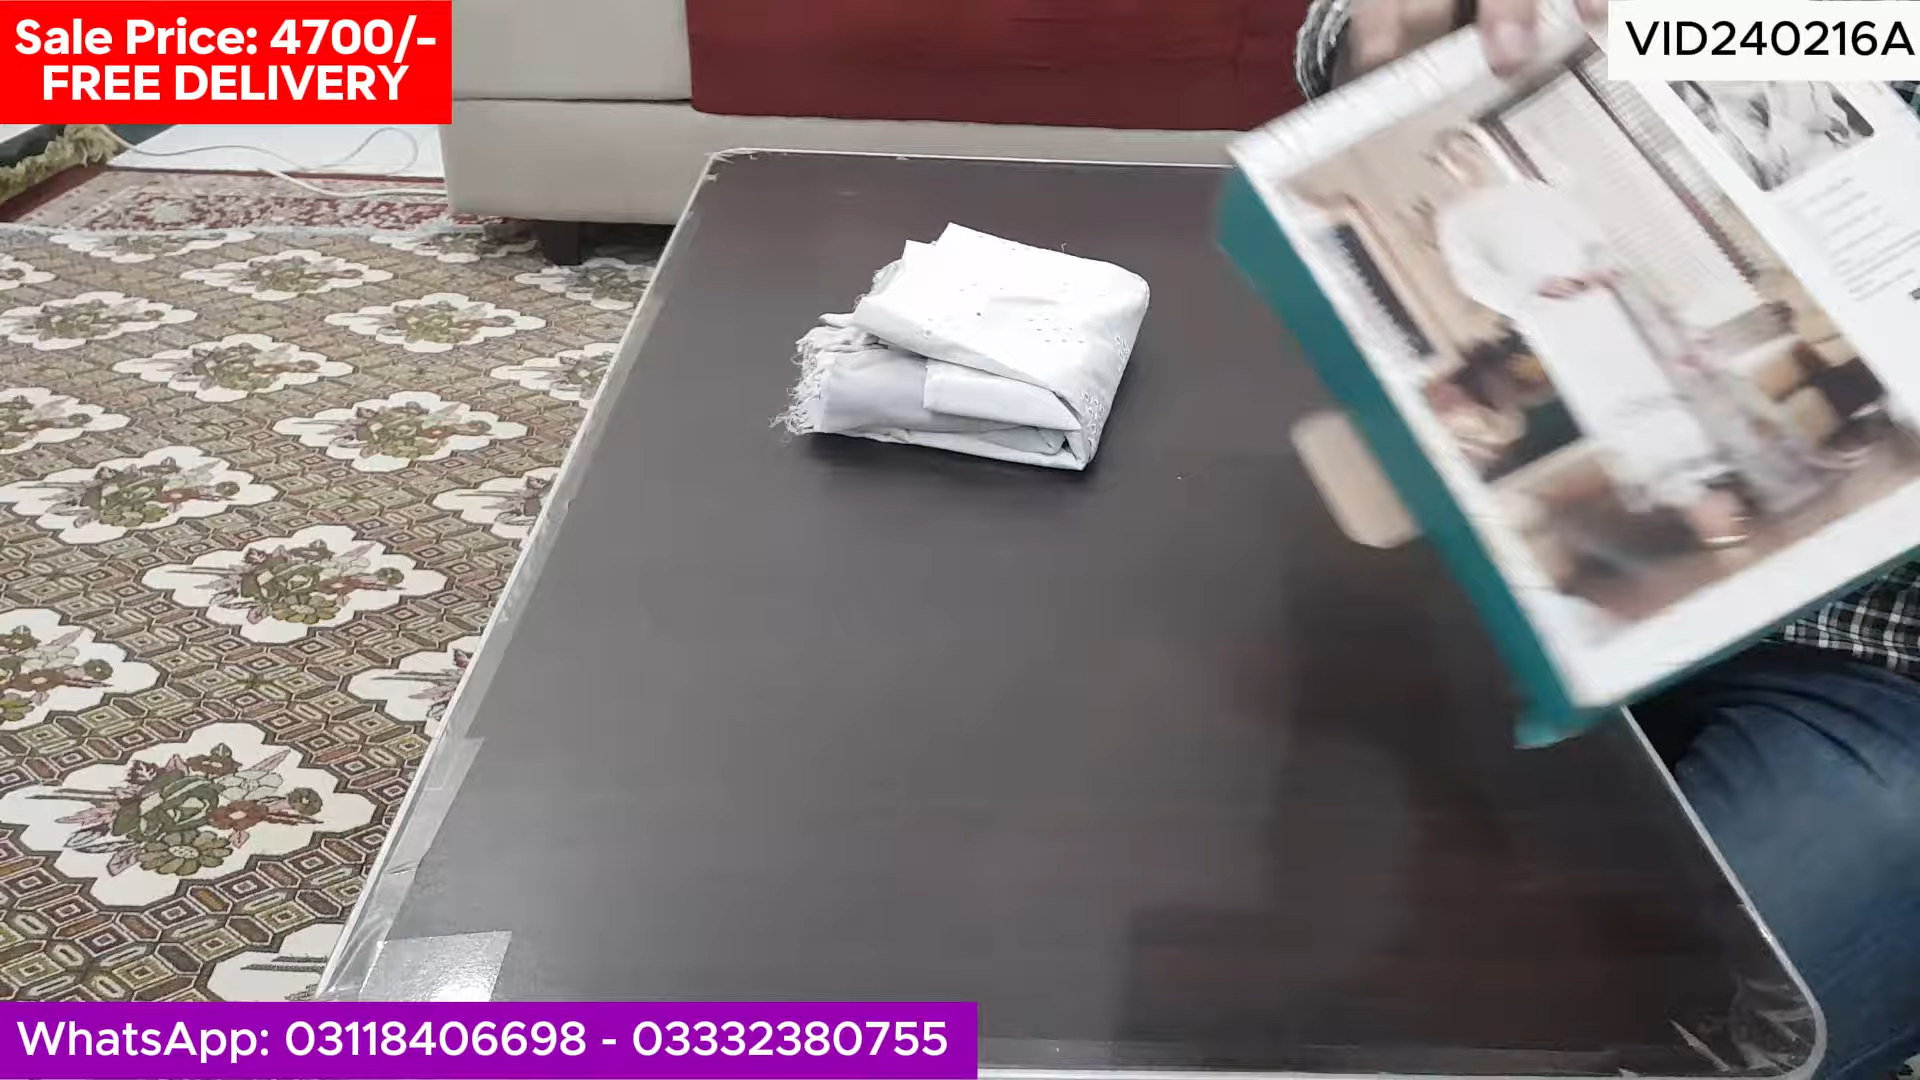 Sale Price: 4700/-
FREE DELIVERY
VID240216A
WhatsApp: 03118406698 - 03332380755